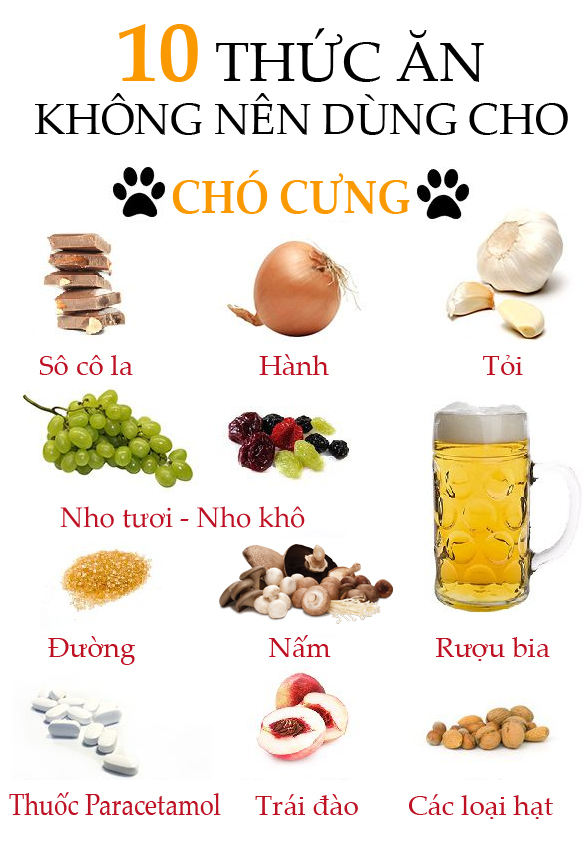 10 THỨC ĂN
KHÔNG NÊN DÙNG CHO
CHÓ CƯNG
Sô cô la
Hành
Tỏi
Nho tươi - Nho khô
Đường
Nấm
Rượu bia
Thuốc Paracetamol
Trái đào
Các loại hạt